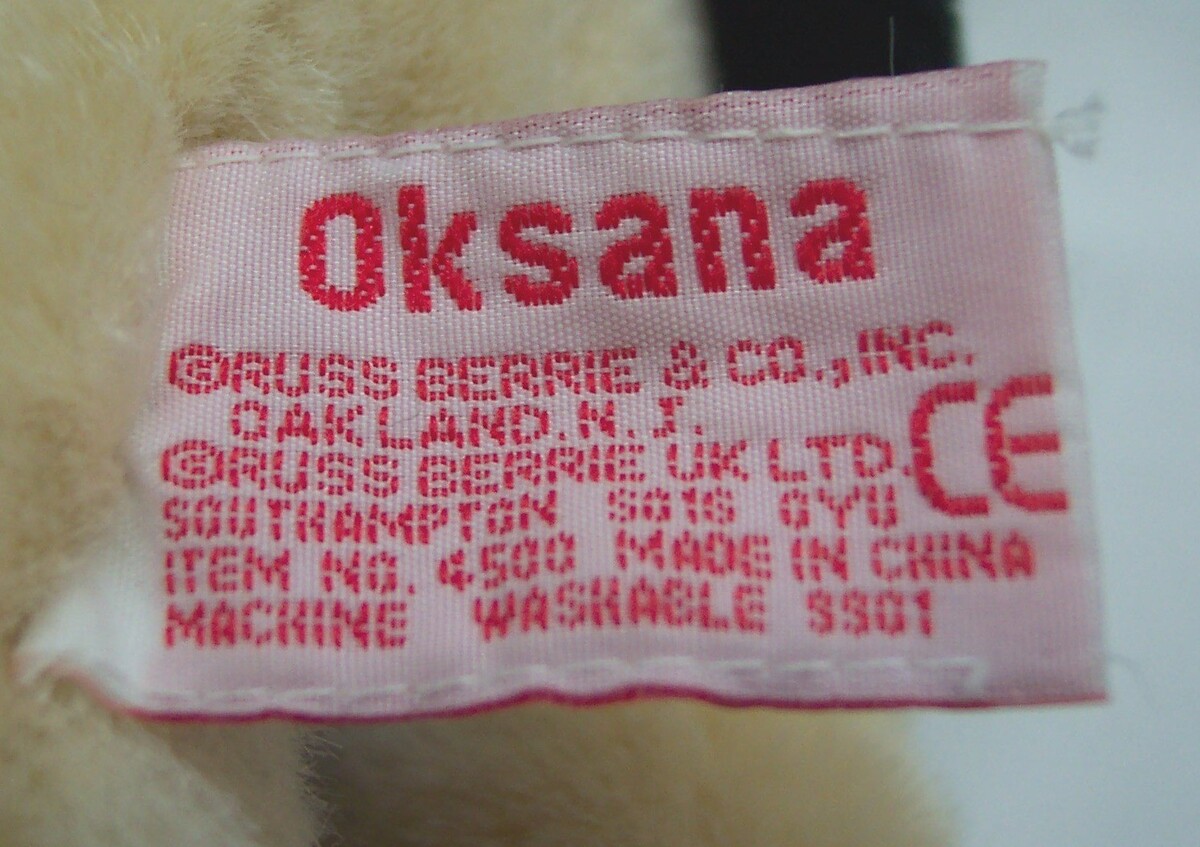 Oksana
©RUSS BERRIE & CO., INC.
OAKLAND. N. J.
©RUSS BERRIE UK LTD.
CE
SOUTHAMPTON SO16 0YU
ITEM NO. 4500 MADE IN CHINA
MACHINE WASHABLE SS01